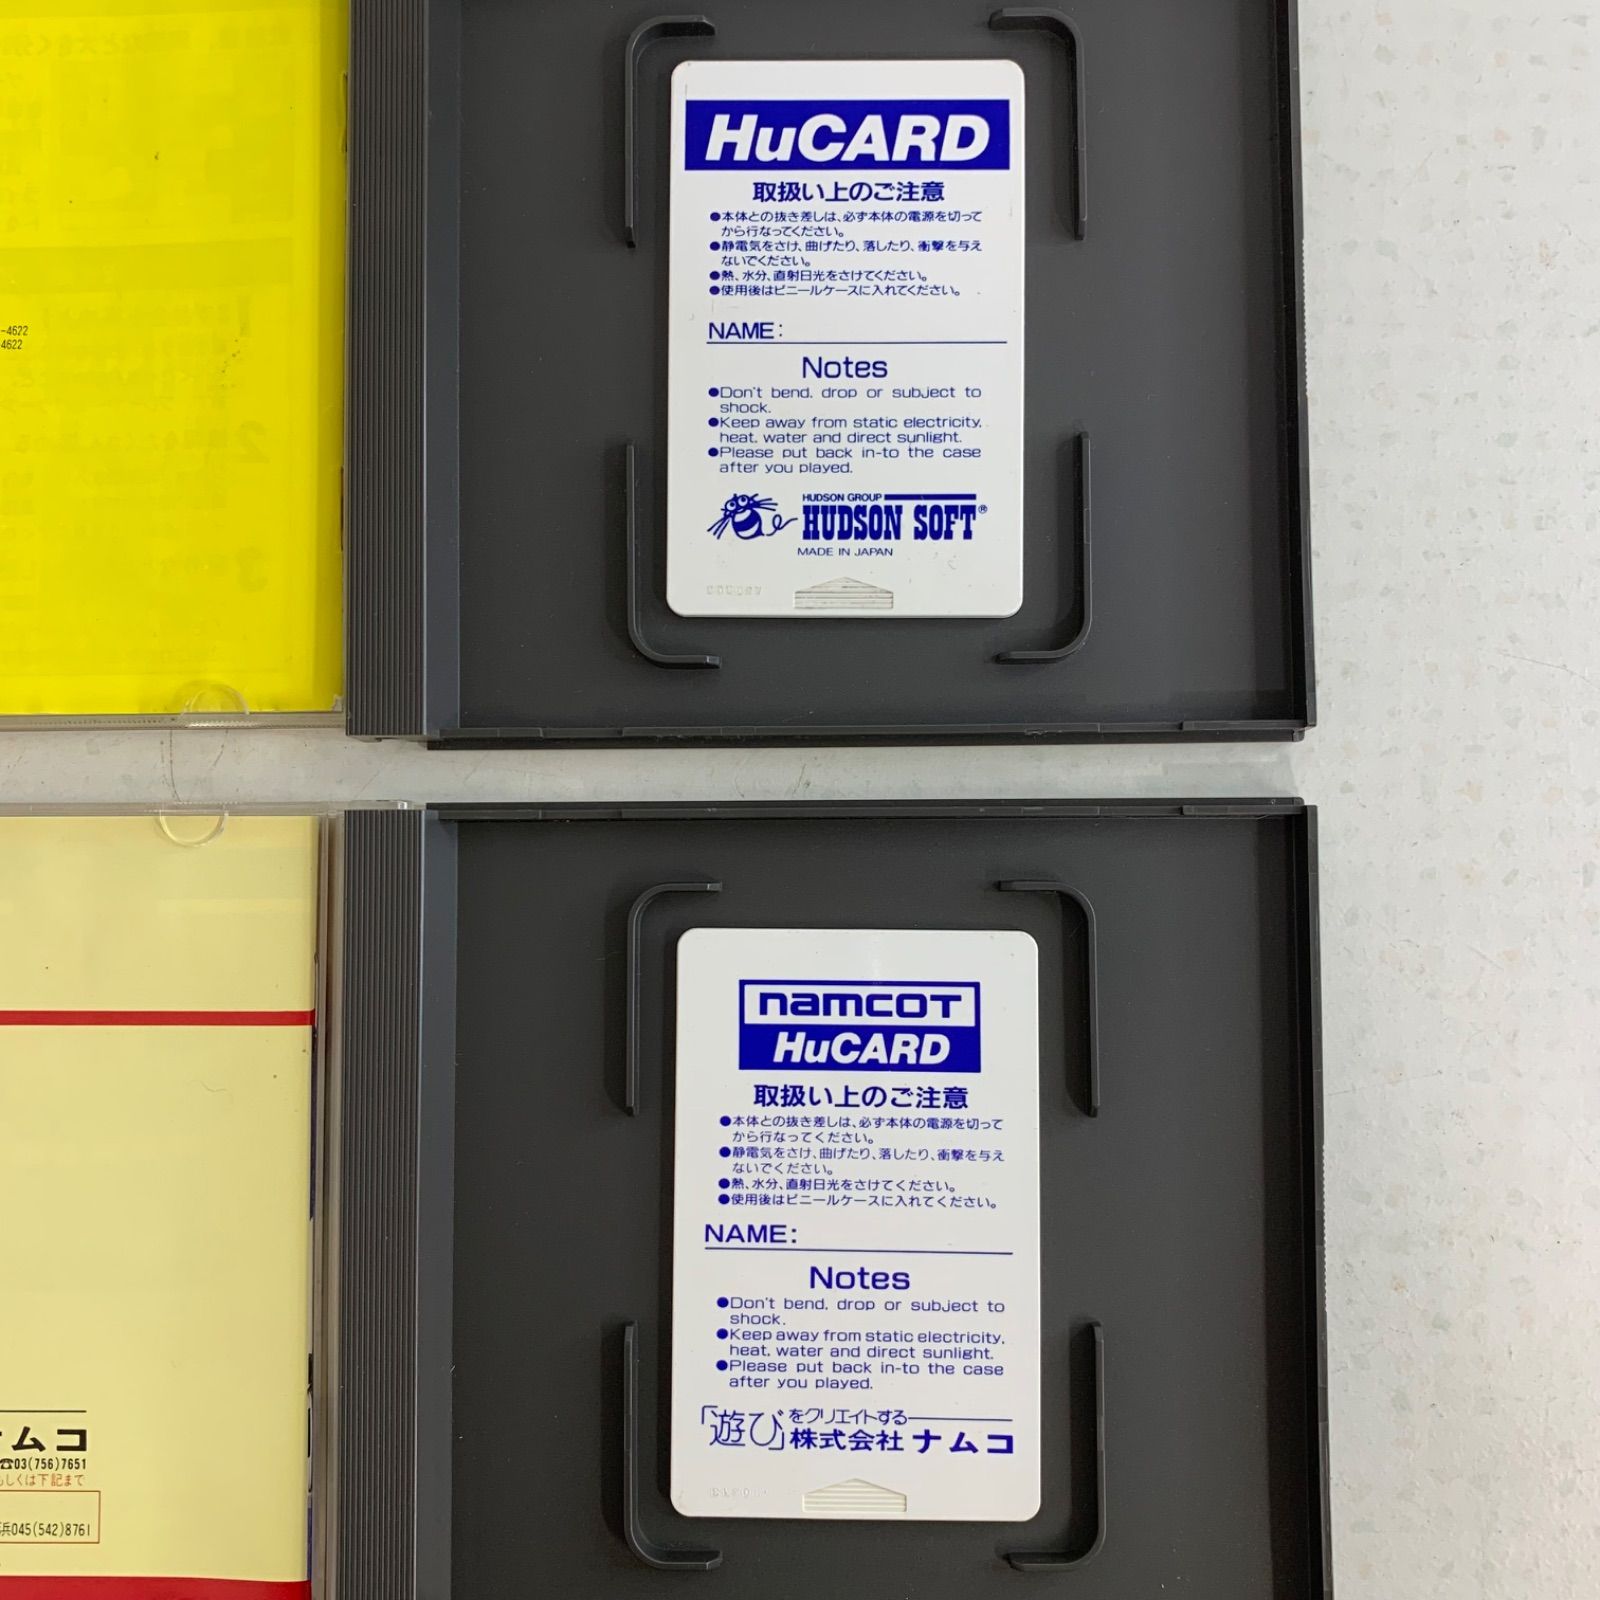 -4622
4622
HuCARD
取扱い上のご注意
●本体との抜き差しは、必ず本体の電源を切って
から行なってください。
●静電気をさけ、曲げたり、落したり、衝撃を与え
ないでください。
●熱、水分、直射日光をさけてください。
●使用後はビニールケースに入れてください。
NAME:
Notes
●Don't bend, drop or subject to
shock.
●Keep away from static electricity,
heat, water and direct sunlight.
●Please put back in-to the case
after you played.
HUDSON GROUP
HUDSON SOFT®
MADE IN JAPAN
namcoT
HuCARD
取扱い上のご注意
●本体との抜き差しは、必ず本体の電源を切って
から行なってください。
●静電気をさけ、曲げたり、落したり、衝撃を与え
ないでください。
●熱、水分、直射日光をさけてください。
●使用後はビニールケースに入れてください。
NAME:
Notes
●Don't bend, drop or subject to
shock.
●Keep away from static electricity,
heat, water and direct sunlight.
●Please put back in-to the case
after you played.
「遊び」をクリエイトする
株式会社ナムコ
ムコ
☎03(756)7651
しくは下記まで
浜045(542)8761